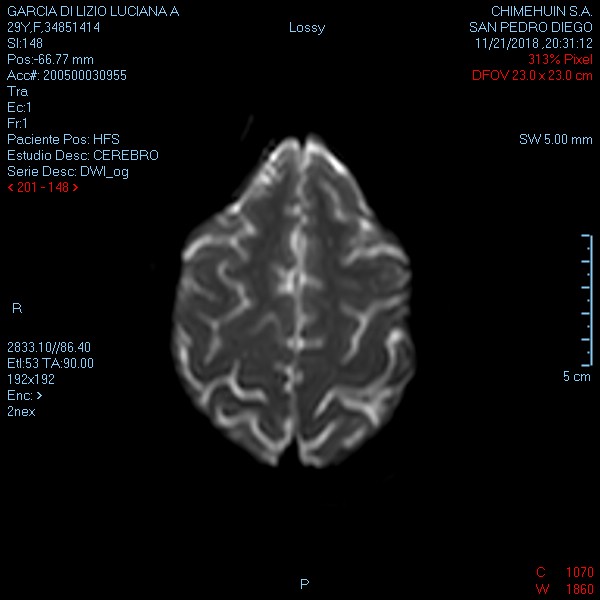 GARCIA DI LIZIO LUCIANA A
29Y,F,34851414
Sl:148
Pos:-66.77 mm
Acc#: 200500030955
Tra
Ec:1
Fr:1
Paciente Pos: HFS
Estudio Desc: CEREBRO
Serie Desc: DWI_og
< 201 - 148 >
Lossy
CHIMEHUIN S.A.
SAN PEDRO DIEGO
11/21/2018 ,20:31:12
313% Pixel
DFOV 23.0 x 23.0 cm
SW 5.00 mm
R
5 cm
2833.10//86.40
Etl:53 TA:90.00
192x192
Enc: >
2nex
P
C 1070
W 1860